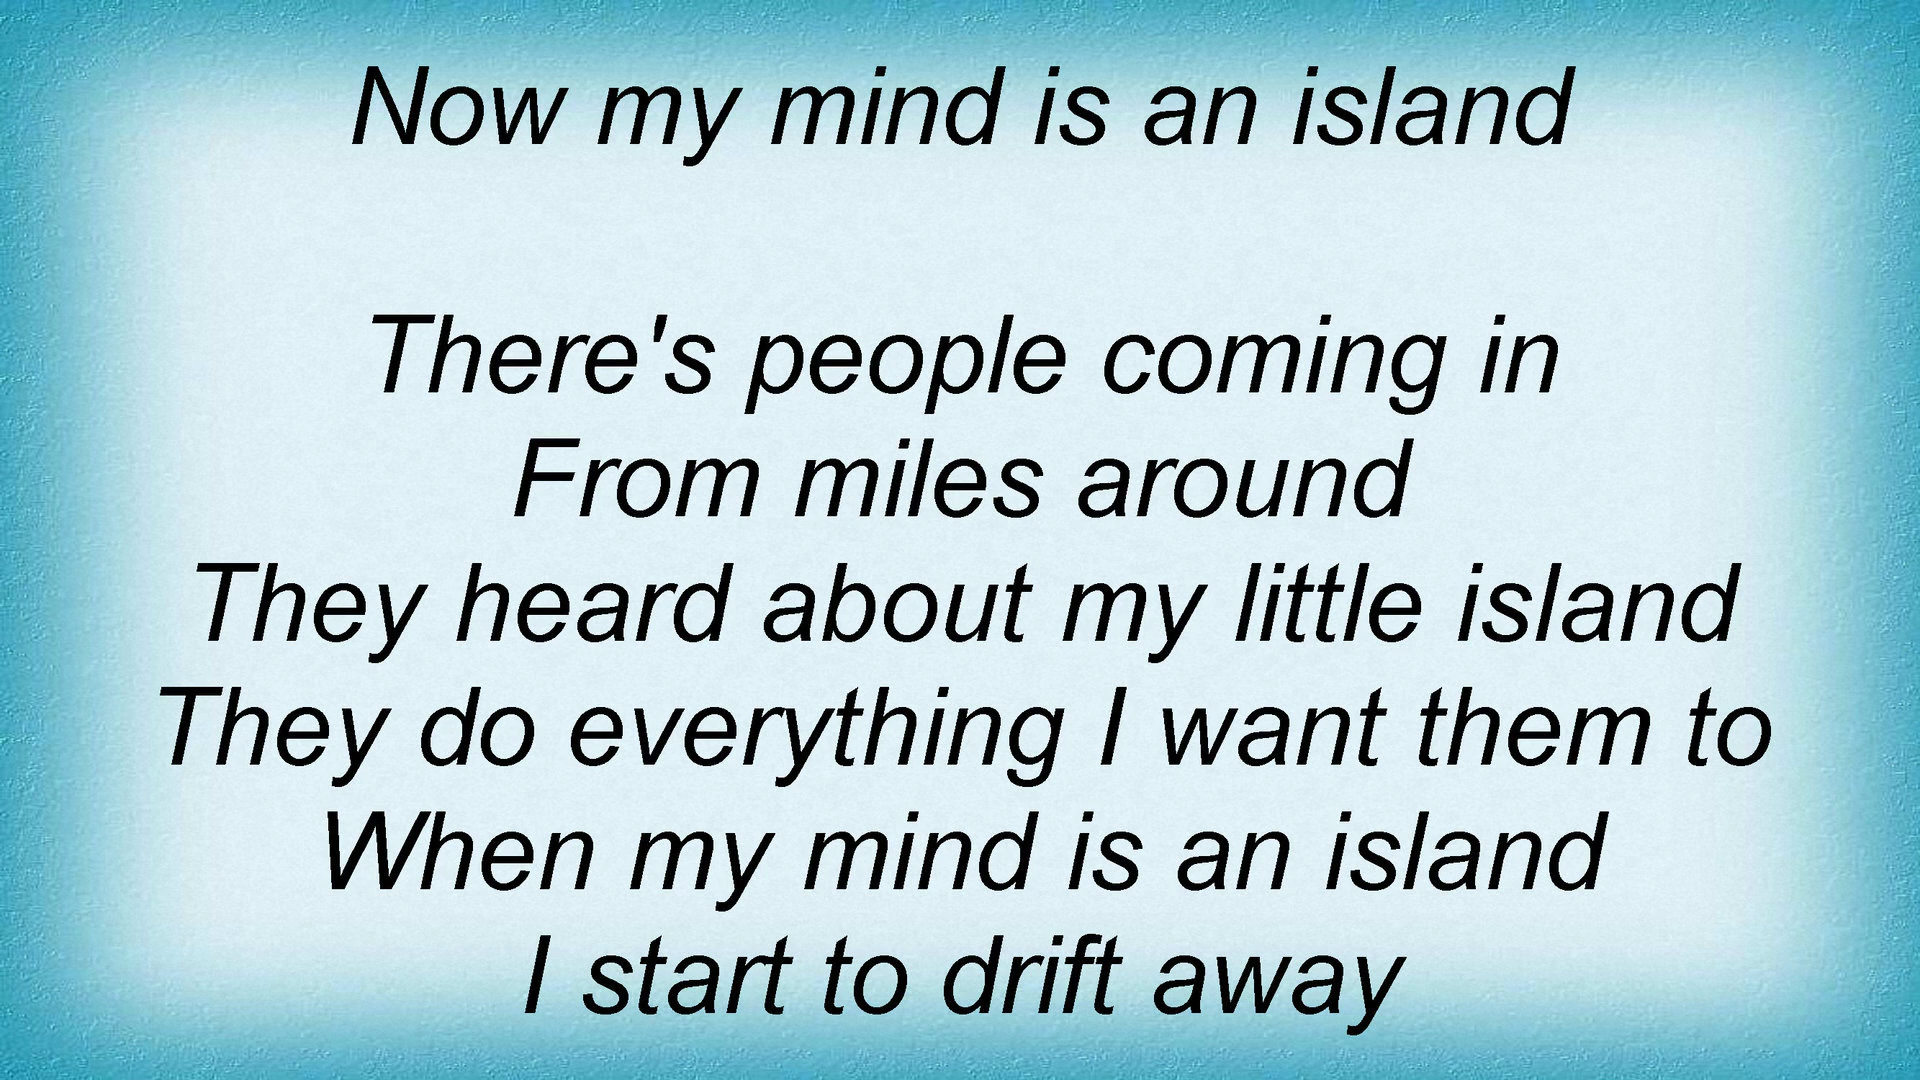 Now my mind is an island
There's people coming in
From miles around
They heard about my little island
They do everything I want them to
When my mind is an island
I start to drift away